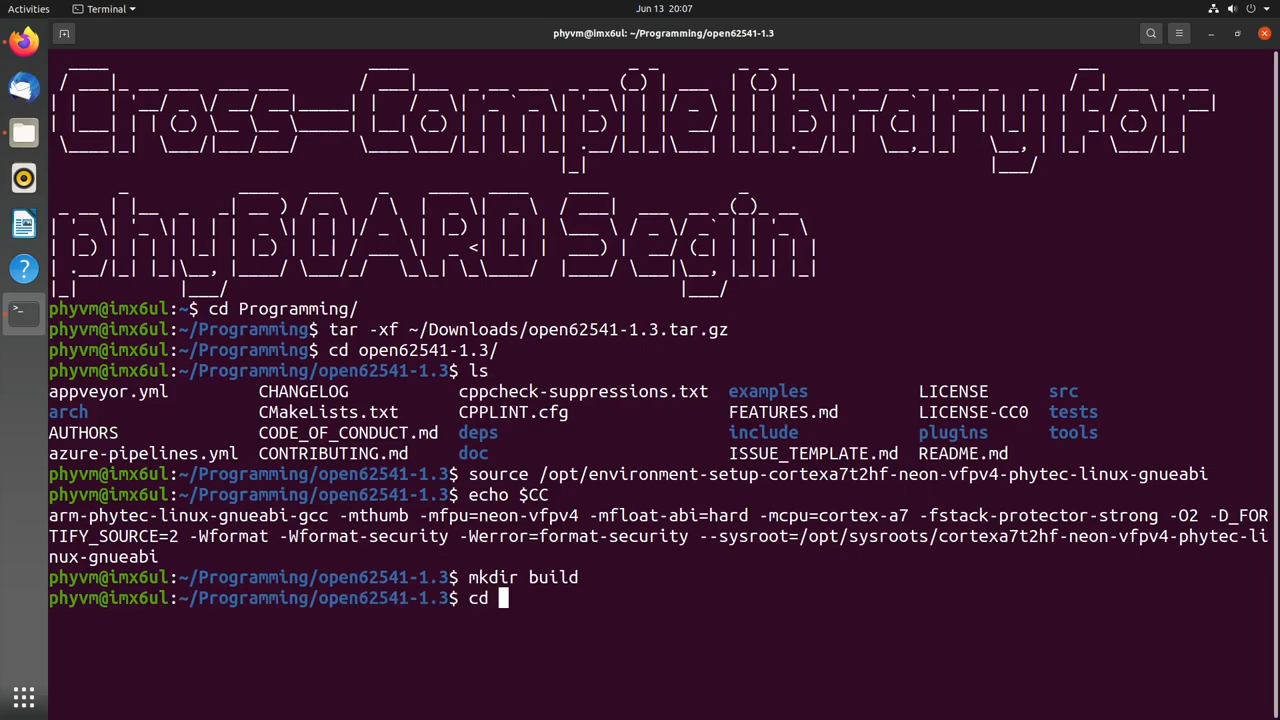 Activities Terminal Jun 13 20:07
phyvm@imx6ul: ~/Programming/open62541-1.3
Cross-Compile library for
phyBOARD Segin
phyvm@imx6ul:~$ cd Programming/
phyvm@imx6ul:~/Programming$ tar -xf ~/Downloads/open62541-1.3.tar.gz
phyvm@imx6ul:~/Programming$ cd open62541-1.3/
phyvm@imx6ul:~/Programming/open62541-1.3$ ls
appveyor.yml CHANGELOG cppcheck-suppressions.txt examples LICENSE src
arch CMakeLists.txt CPPLINT.cfg FEATURES.md LICENSE-CC0 tests
AUTHORS CODE_OF_CONDUCT.md deps include plugins tools
azure-pipelines.yml CONTRIBUTING.md doc ISSUE_TEMPLATE.md README.md
phyvm@imx6ul:~/Programming/open62541-1.3$ source /opt/environment-setup-cortexa7t2hf-neon-vfpv4-phytec-linux-gnueabi
phyvm@imx6ul:~/Programming/open62541-1.3$ echo $CC
arm-phytec-linux-gnueabi-gcc -mthumb -mfpu=neon-vfpv4 -mfloat-abi=hard -mcpu=cortex-a7 -fstack-protector-strong -O2 -D_FOR
TIFY_SOURCE=2 -Wformat -Wformat-security -Werror=format-security --sysroot=/opt/sysroots/cortexa7t2hf-neon-vfpv4-phytec-li
nux-gnueabi
phyvm@imx6ul:~/Programming/open62541-1.3$ mkdir build
phyvm@imx6ul:~/Programming/open62541-1.3$ cd